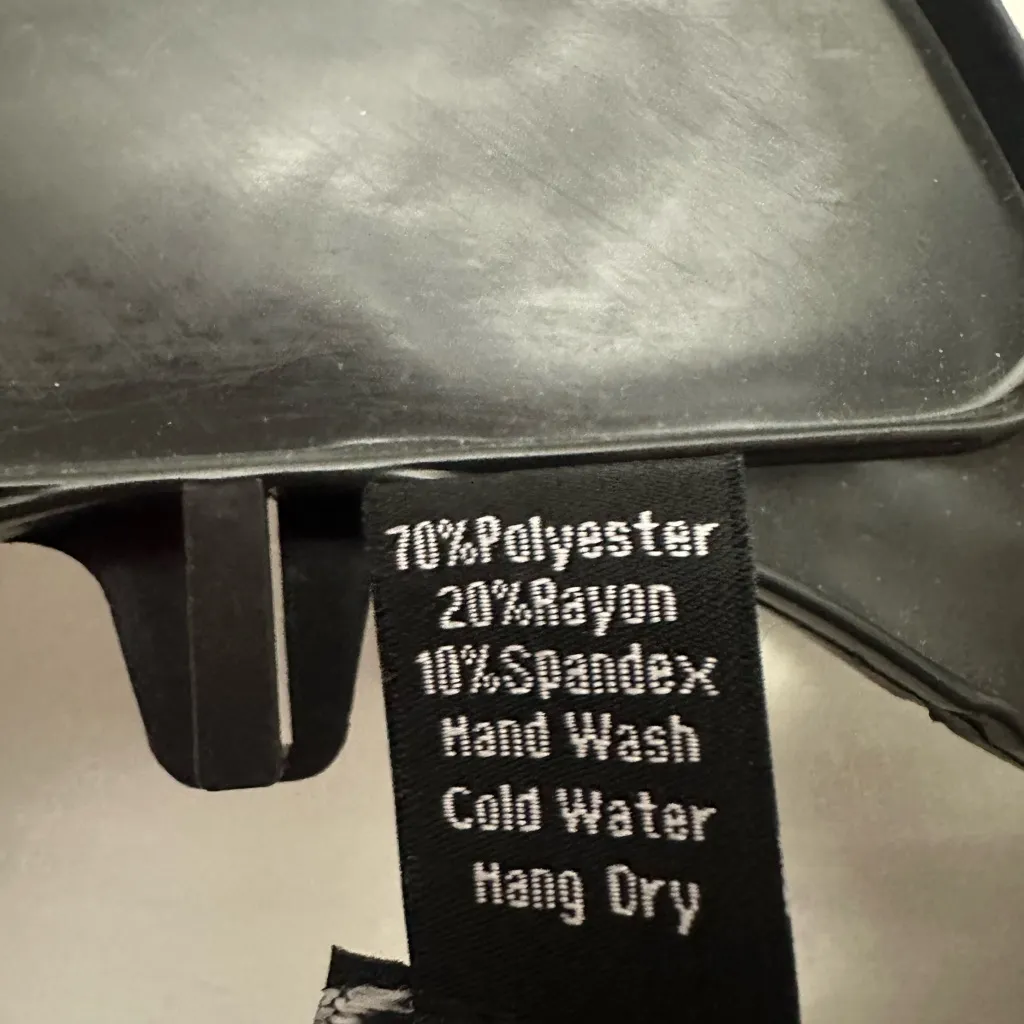 70%Polyester
20%Rayon
10%Spandex
Hand Wash
Cold Water
Hang Dry